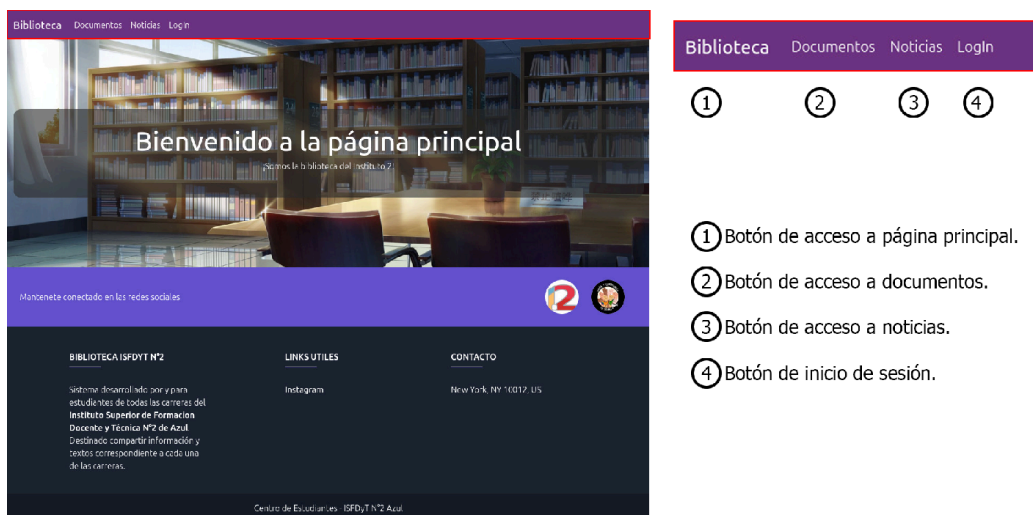 Biblioteca Documentos Noticias LogIn
Bienvenido a la página principal
¡Somos la biblioteca del Instituto 2!
Mantenete conectado en las redes sociales
2
BIBLIOTECA ISFDYT N°2
Sistema desarrollado por y para
estudiantes de todas las carreras del
Instituto Superior de Formacion
Docente y Técnica N°2 de Azul
Destinado compartir información y
textos correspondiente a cada una
de las carreras.
LINKS UTILES
Instagram
CONTACTO
New York, NY 10012, US
Centro de Estudiantes - ISFDyT N°2 Azul
Biblioteca Documentos Noticias LogIn
1 2 3 4
1 Botón de acceso a página principal.
2 Botón de acceso a documentos.
3 Botón de acceso a noticias.
4 Botón de inicio de sesión.